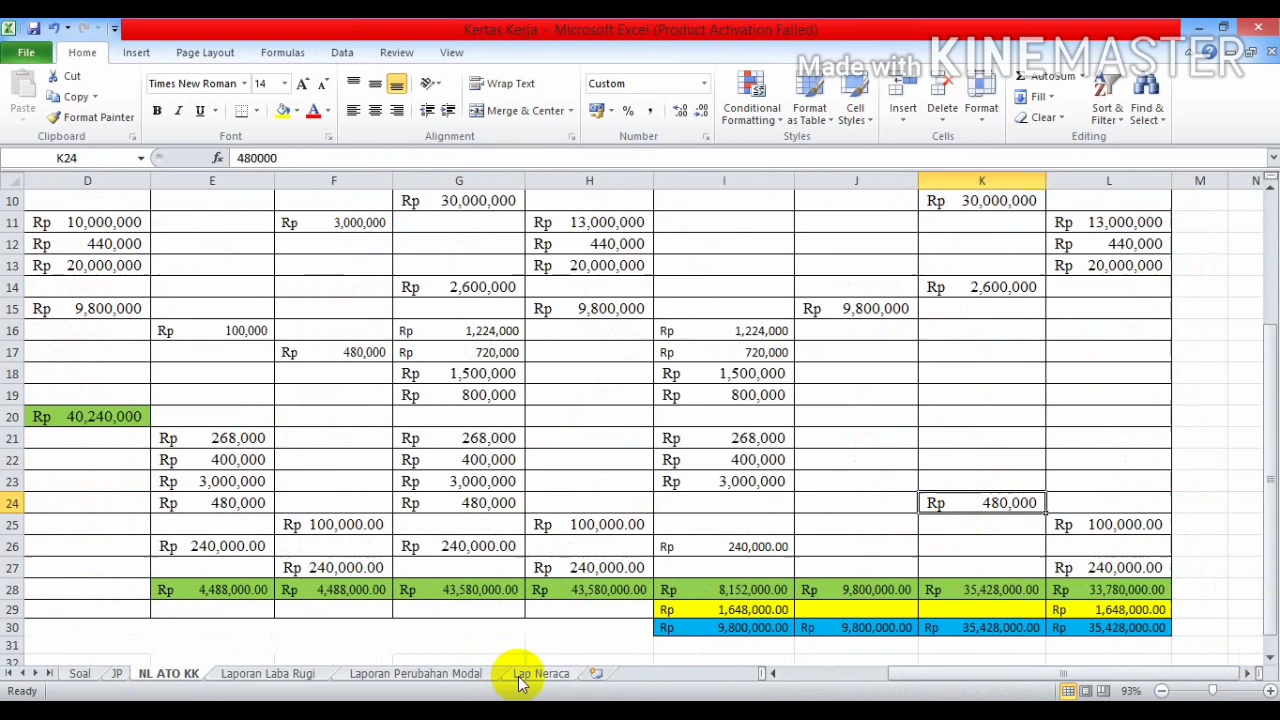 Kertas Kerja - Microsoft Excel (Product Activation Failed)
Made with KINEMASTER
File Home Insert Page Layout Formulas Data Review View
Paste Cut Copy Format Painter Clipboard
Times New Roman 14 B I U Font
Wrap Text Merge & Center Alignment
Custom % , Number
Conditional Formatting Format as Table Cell Styles Styles
Insert Delete Format Cells
Σ AutoSum Fill Clear Sort & Filter Find & Select Editing
K24 fx 480000
D E F G H I J K L M N
10 Rp 30,000,000 Rp 30,000,000
11 Rp 10,000,000 Rp 3,000,000 Rp 13,000,000 Rp 13,000,000
12 Rp 440,000 Rp 440,000 Rp 440,000
13 Rp 20,000,000 Rp 20,000,000 Rp 20,000,000
14 Rp 2,600,000 Rp 2,600,000
15 Rp 9,800,000 Rp 9,800,000 Rp 9,800,000
16 Rp 100,000 Rp 1,224,000 Rp 1,224,000
17 Rp 480,000 Rp 720,000 Rp 720,000
18 Rp 1,500,000 Rp 1,500,000
19 Rp 800,000 Rp 800,000
20 Rp 40,240,000
21 Rp 268,000 Rp 268,000 Rp 268,000
22 Rp 400,000 Rp 400,000 Rp 400,000
23 Rp 3,000,000 Rp 3,000,000 Rp 3,000,000
24 Rp 480,000 Rp 480,000 Rp 480,000
25 Rp 100,000.00 Rp 100,000.00 Rp 100,000.00
26 Rp 240,000.00 Rp 240,000.00 Rp 240,000.00
27 Rp 240,000.00 Rp 240,000.00 Rp 240,000.00
28 Rp 4,488,000.00 Rp 4,488,000.00 Rp 43,580,000.00 Rp 43,580,000.00 Rp 8,152,000.00 Rp 9,800,000.00 Rp 35,428,000.00 Rp 33,780,000.00
29 Rp 1,648,000.00 Rp 1,648,000.00
30 Rp 9,800,000.00 Rp 9,800,000.00 Rp 35,428,000.00 Rp 35,428,000.00
31
32
Soal JP NL ATO KK Laporan Laba Rugi Laporan Perubahan Modal Lap Neraca
Ready 93%